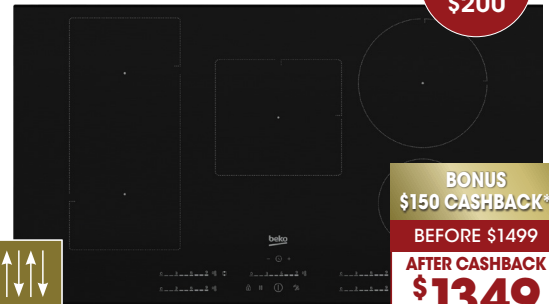 $200
beko
BONUS
$150 CASHBACK*
BEFORE $1499
AFTER CASHBACK
$1349